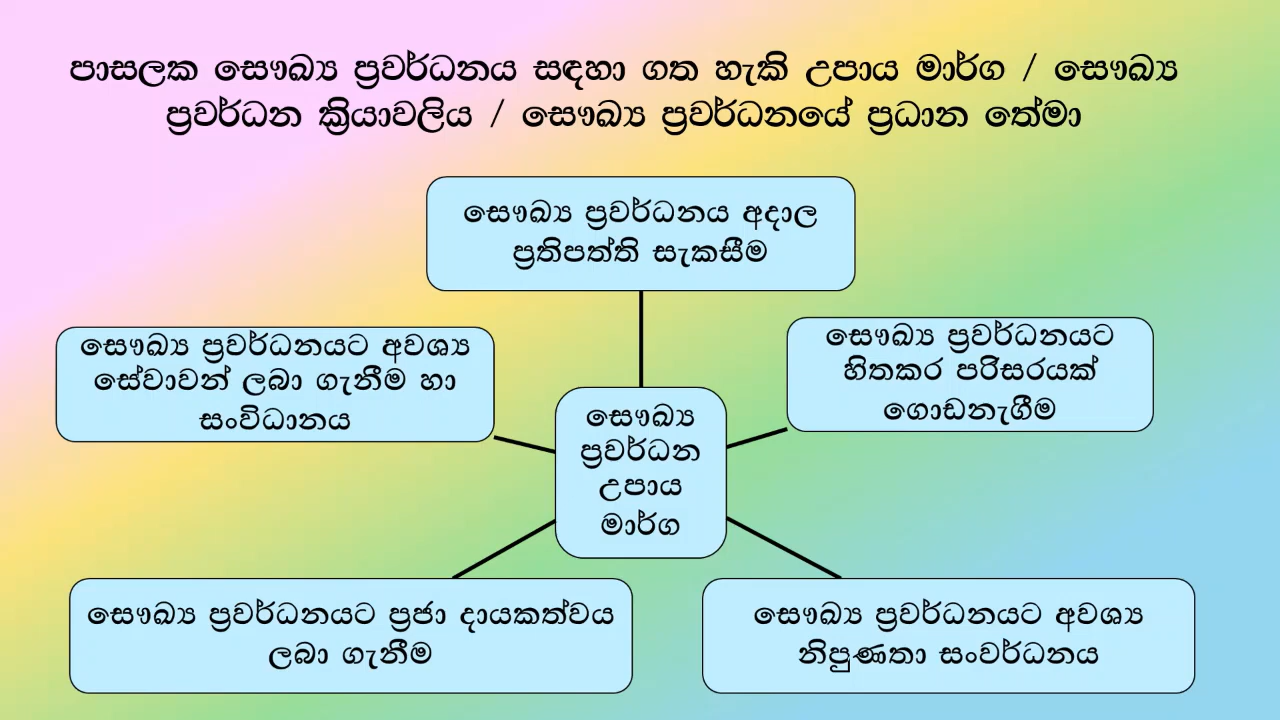 පාසලක සෞඛ්‍ය ප්‍රවර්ධනය සඳහා ගත හැකි උපාය මාර්ග / සෞඛ්‍ය
ප්‍රවර්ධන ක්‍රියාවලිය / සෞඛ්‍ය ප්‍රවර්ධනයේ ප්‍රධාන තේමා
සෞඛ්‍ය ප්‍රවර්ධනය අදාල
ප්‍රතිපත්ති සැකසීම
සෞඛ්‍ය ප්‍රවර්ධනයට අවශ්‍ය
සේවාවන් ලබා ගැනීම හා
සංවිධානය
සෞඛ්‍ය ප්‍රවර්ධනයට
හිතකර පරිසරයක්
ගොඩනැගීම
සෞඛ්‍ය
ප්‍රවර්ධන
උපාය
මාර්ග
සෞඛ්‍ය ප්‍රවර්ධනයට ප්‍රජා දායකත්වය
ලබා ගැනීම
සෞඛ්‍ය ප්‍රවර්ධනයට අවශ්‍ය
නිපුණතා සංවර්ධනය